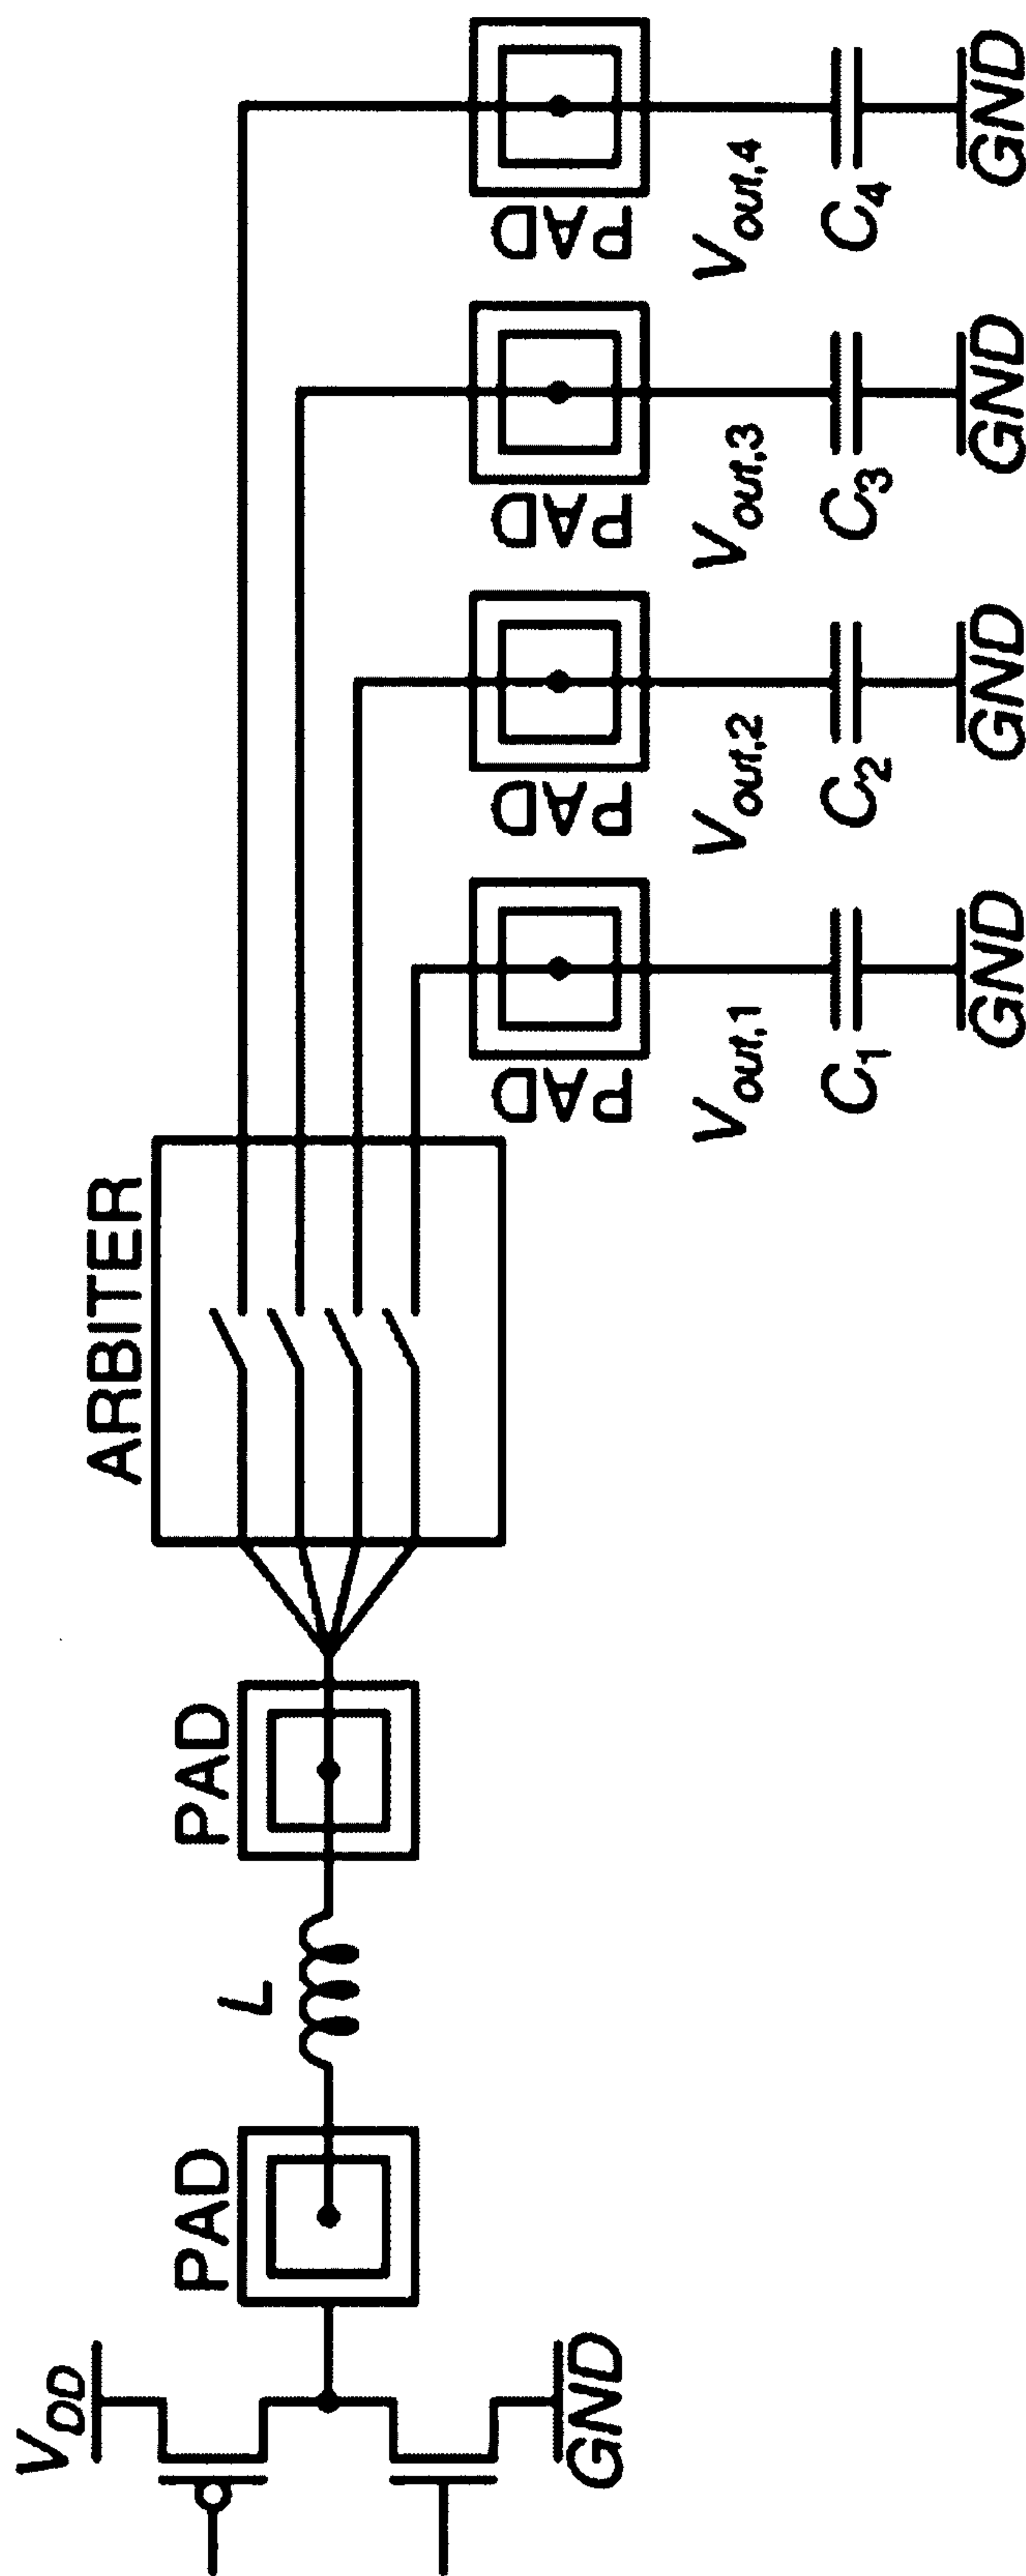 V_DD
GND
PAD
L
PAD
ARBITER
PAD
V_out,1
C_1
GND
PAD
V_out,2
C_2
GND
PAD
V_out,3
C_3
GND
PAD
V_out,4
C_4
GND